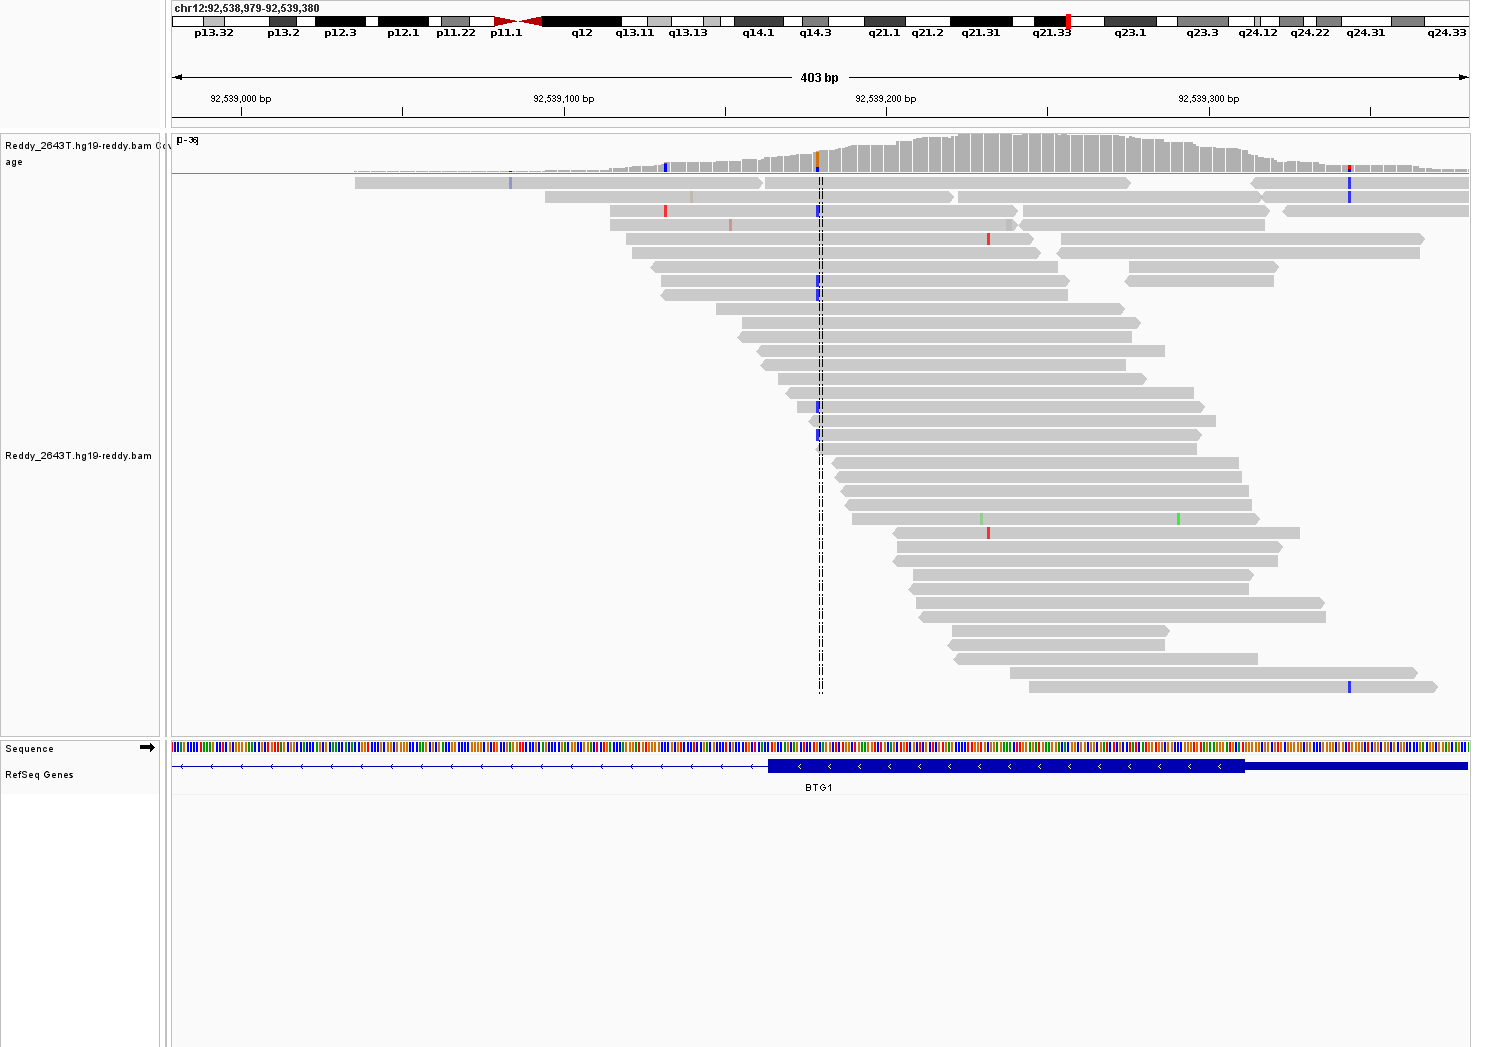 chr12:92,538,979-92,539,380
p13.32 p13.2 p12.3 p12.1 p11.22 p11.1 q12 q13.11 q13.13 q14.1 q14.3 q21.1 q21.2 q21.31 q21.33 q23.1 q23.3 q24.12 q24.22 q24.31 q24.33
403 bp
92,539,000 bp 92,539,100 bp 92,539,200 bp 92,539,300 bp
[0-36]
Reddy_2643T.hg19-reddy.bam Cov
age
Reddy_2643T.hg19-reddy.bam
Sequence
RefSeq Genes
BTG1